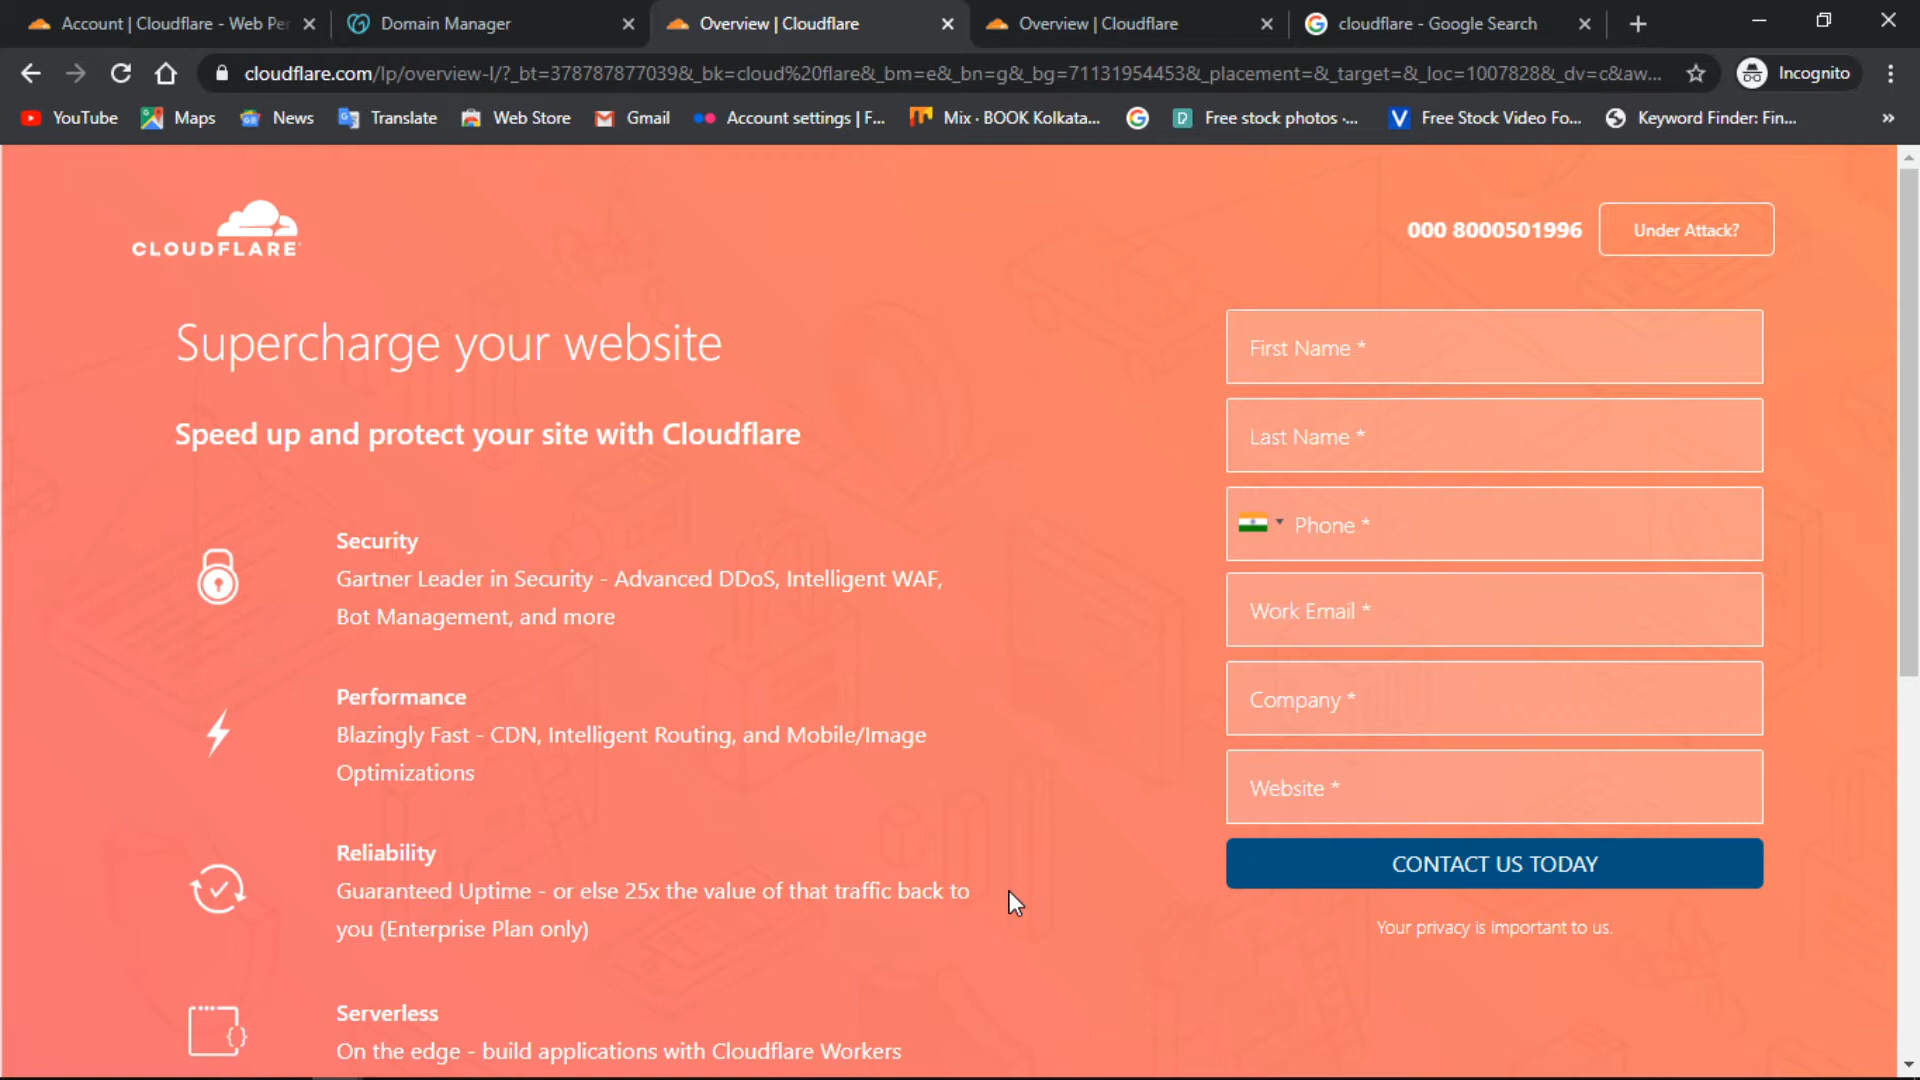 Account | Cloudflare - Web Per
Domain Manager
Overview | Cloudflare
Overview | Cloudflare
cloudflare - Google Search
cloudflare.com/lp/overview-l/?_bt=378787877039&_bk=cloud%20flare&_bm=e&_bn=g&_bg=71131954453&_placement=&_target=&_loc=1007828&_dv=c&aw...
Incognito
YouTube
Maps
News
Translate
Web Store
Gmail
Account settings | F...
Mix · BOOK Kolkata...
Free stock photos ·...
Free Stock Video Fo...
Keyword Finder: Fin...
»
CLOUDFLARE
000 8000501996
Under Attack?
Supercharge your website
Speed up and protect your site with Cloudflare
Security
Gartner Leader in Security - Advanced DDoS, Intelligent WAF,
Bot Management, and more
Performance
Blazingly Fast - CDN, Intelligent Routing, and Mobile/Image
Optimizations
Reliability
Guaranteed Uptime - or else 25x the value of that traffic back to
you (Enterprise Plan only)
Serverless
On the edge - build applications with Cloudflare Workers
First Name *
Last Name *
Phone *
Work Email *
Company *
Website *
CONTACT US TODAY
Your privacy is important to us.